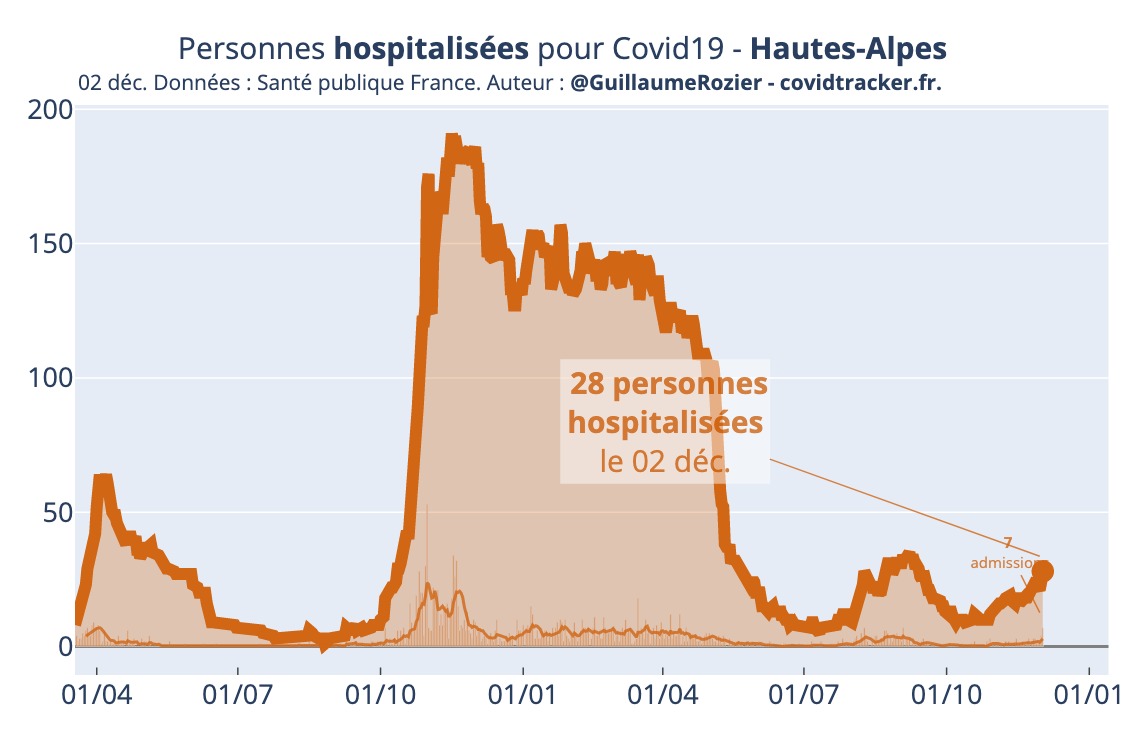 Personnes hospitalisées pour Covid19 - Hautes-Alpes
02 déc. Données : Santé publique France. Auteur : @GuillaumeRozier - covidtracker.fr.
200
150
100
50
0
28 personnes
hospitalisées
le 02 déc.
7
admission
01/04 01/07 01/10 01/01 01/04 01/07 01/10 01/01